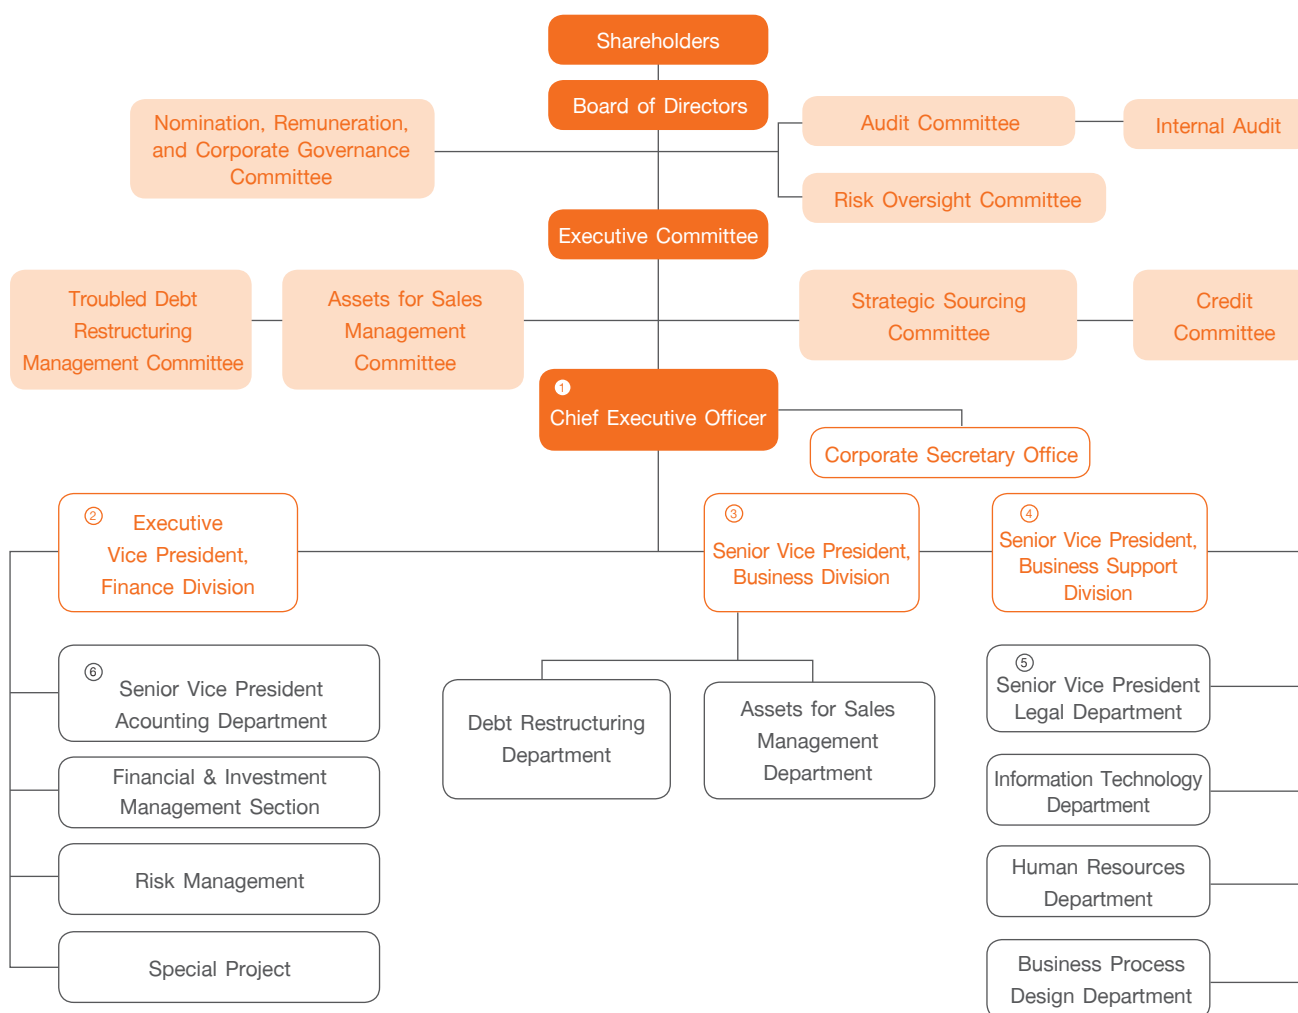 Shareholders
Board of Directors
Nomination, Remuneration,
and Corporate Governance
Committee
Audit Committee
Internal Audit
Risk Oversight Committee
Executive Committee
Troubled Debt
Restructuring
Management Committee
Assets for Sales
Management
Committee
Strategic Sourcing
Committee
Credit
Committee
1
Chief Executive Officer
Corporate Secretary Office
2
Executive
Vice President,
Finance Division
3
Senior Vice President,
Business Division
4
Senior Vice President,
Business Support
Division
6
Senior Vice President
Acounting Department
Financial & Investment
Management Section
Risk Management
Special Project
Debt Restructuring
Department
Assets for Sales
Management
Department
5
Senior Vice President
Legal Department
Information Technology
Department
Human Resources
Department
Business Process
Design Department